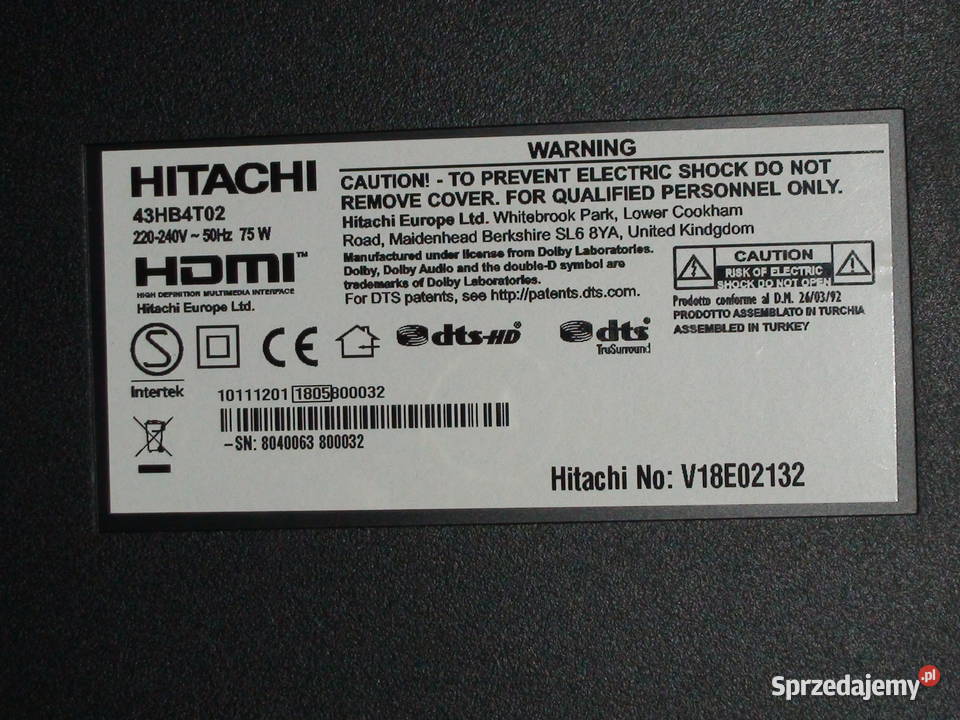 HITACHI
43HB4T02
220-240V ~ 50Hz 75 W
HDMI™
HIGH DEFINITION MULTIMEDIA INTERFACE
Hitachi Europe Ltd.
WARNING
CAUTION! - TO PREVENT ELECTRIC SHOCK DO NOT
REMOVE COVER. FOR QUALIFIED PERSONNEL ONLY.
Hitachi Europe Ltd. Whitebrook Park, Lower Cookham
Road, Maidenhead Berkshire SL6 8YA, United Kindgdom
Manufactured under license from Dolby Laboratories.
Dolby, Dolby Audio and the double-D symbol are
trademarks of Dolby Laboratories.
For DTS patents, see http://patents.dts.com.
CAUTION
RISK OF ELECTRIC
SHOCK DO NOT OPEN
Prodotto conforme al D.M. 26/03/92
PRODOTTO ASSEMBLATO IN TURCHIA
ASSEMBLED IN TURKEY
S
Intertek
CE
dts-HD®
dts®
TruSurround
10111201 1805 800032
-SN: 8040063 800032
Hitachi No: V18E02132
Sprzedajemy.pl